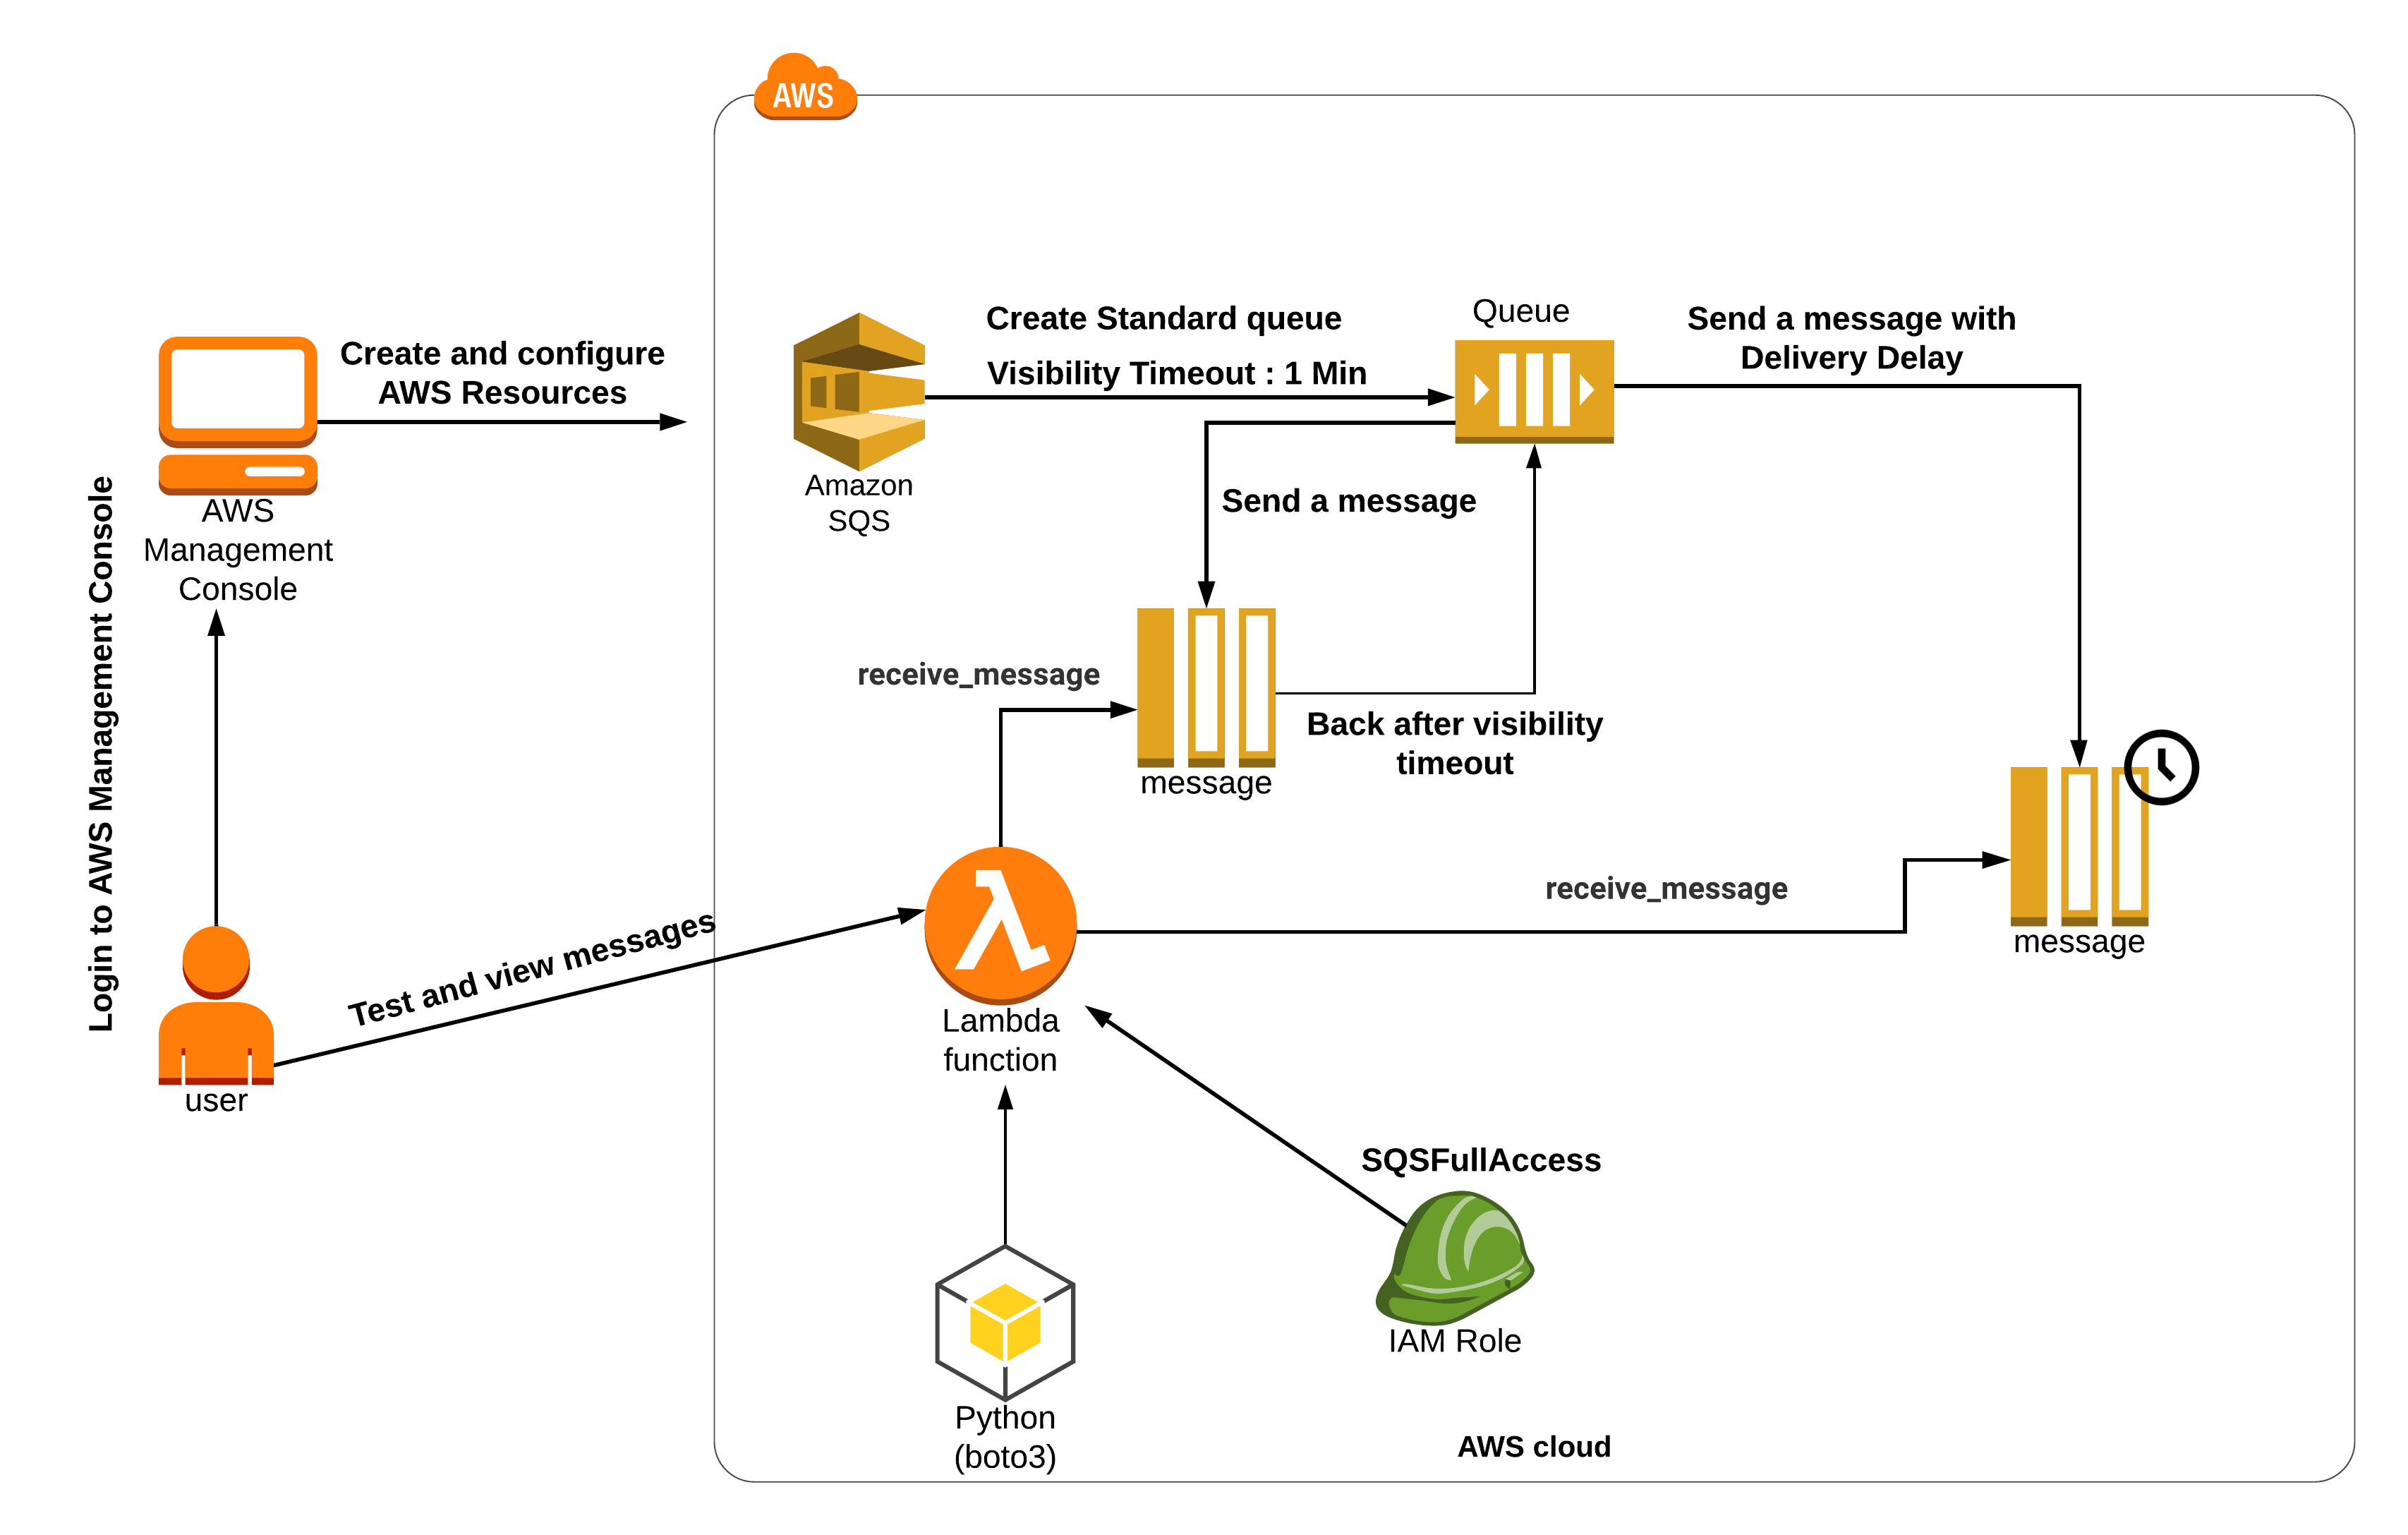 AWS
Create Standard queue
Visibility Timeout : 1 Min
Queue
Send a message with
Delivery Delay
Create and configure
AWS Resources
Amazon
SQS
AWS
Management
Console
Send a message
Login to AWS Management Console
receive_message
Back after visibility
timeout
message
receive_message
message
Test and view messages
Lambda
function
user
SQSFullAccess
IAM Role
Python
(boto3)
AWS cloud